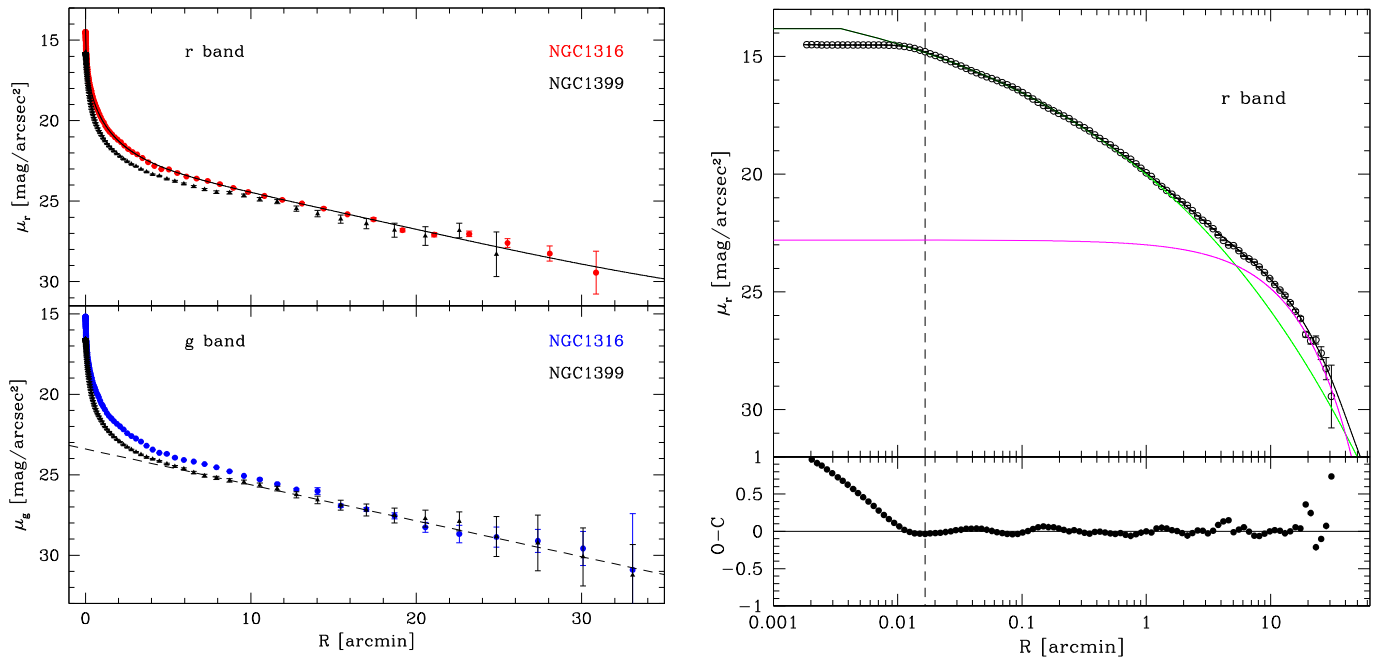 r band
NGC1316
NGC1399
μr [mag/arcsec²]
15
20
25
30
g band
NGC1316
NGC1399
μg [mag/arcsec²]
15
20
25
30
0
10
20
30
R [arcmin]
r band
μr [mag/arcsec²]
15
20
25
30
1
0.5
0
−0.5
−1
O−C
0.001
0.01
0.1
1
10
R [arcmin]